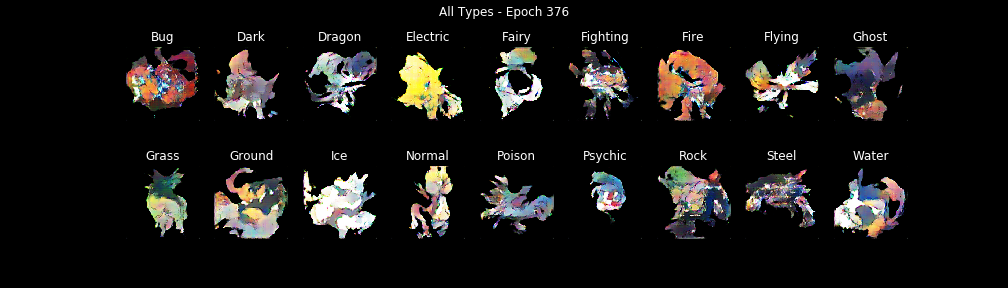 All Types - Epoch 376
Bug Dark Dragon Electric Fairy Fighting Fire Flying Ghost
Grass Ground Ice Normal Poison Psychic Rock Steel Water